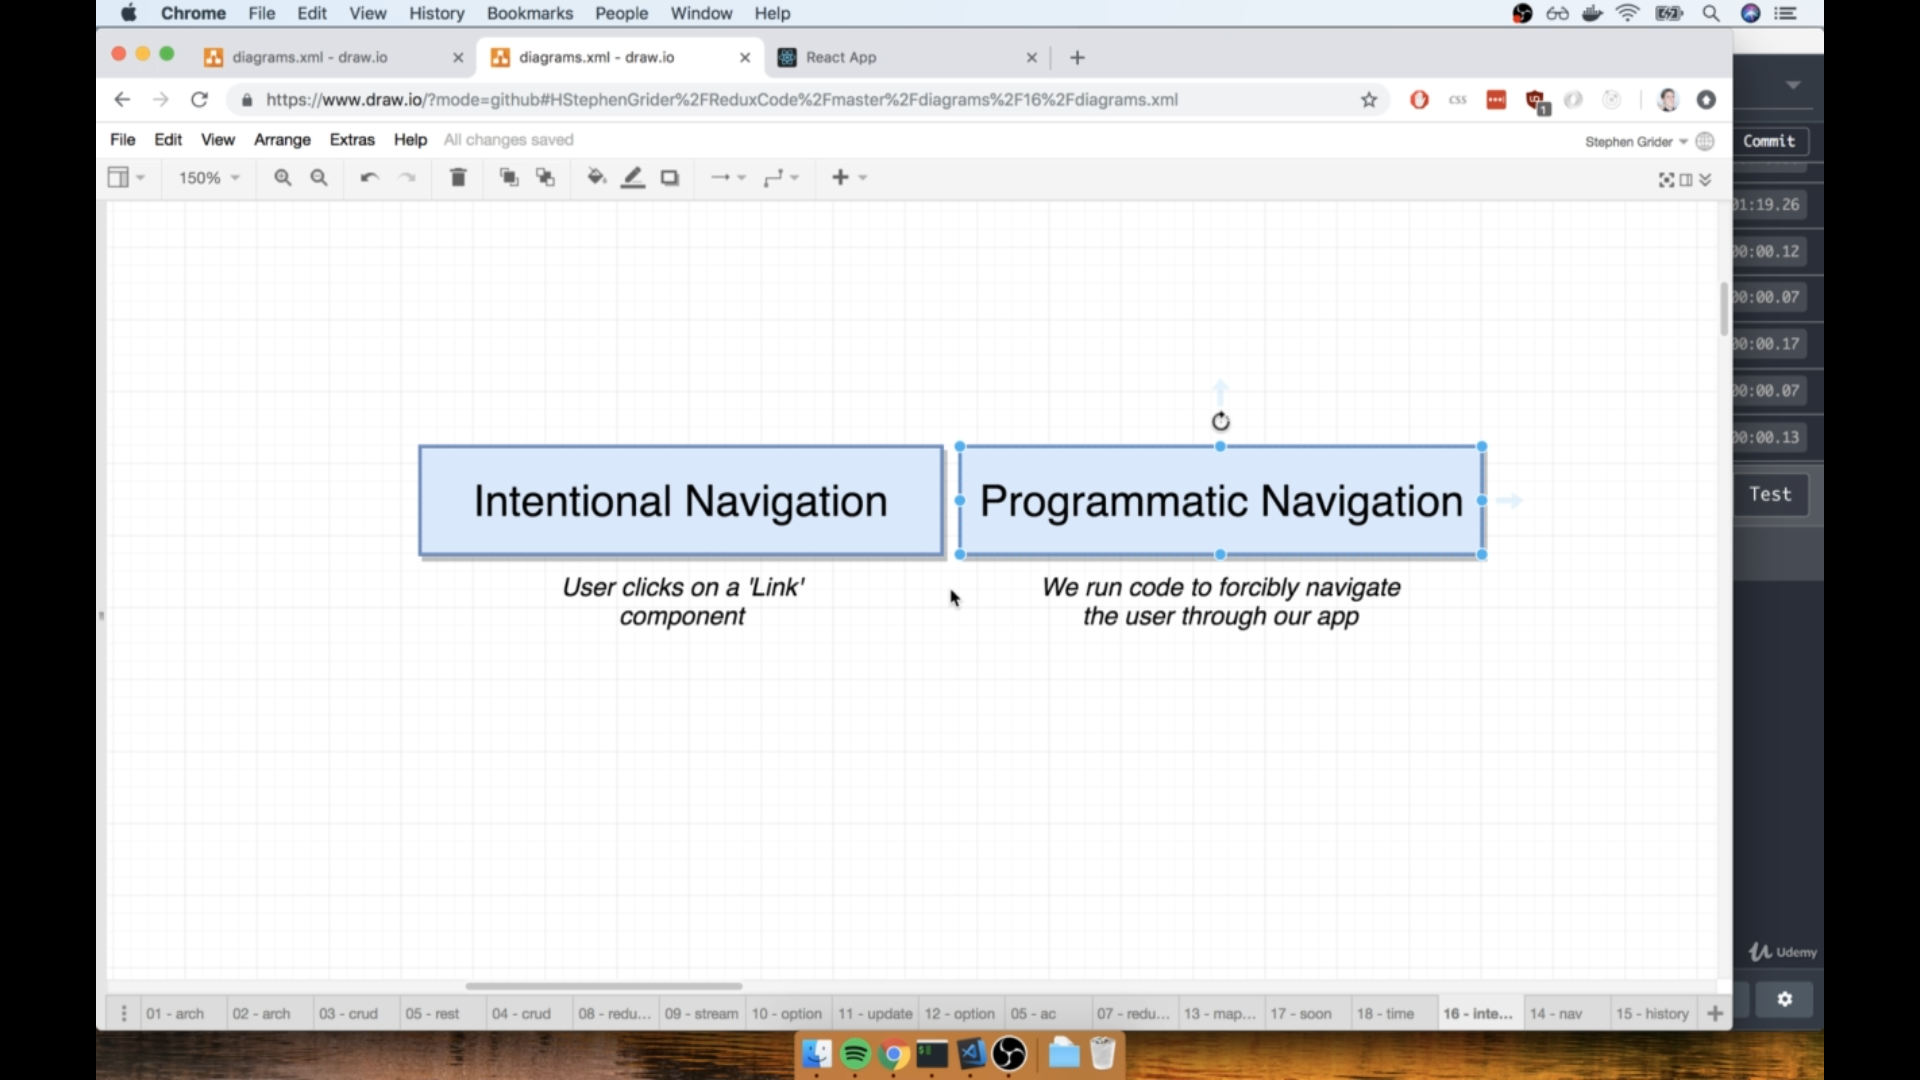 Chrome File Edit View History Bookmarks People Window Help
diagrams.xml - draw.io
diagrams.xml - draw.io
React App
https://www.draw.io/?mode=github#HStephenGrider%2FReduxCode%2Fmaster%2Fdiagrams%2F16%2Fdiagrams.xml
css
1
File Edit View Arrange Extras Help All changes saved
Stephen Grider
Commit
150%
01:19.26
00:00.12
00:00.07
00:00.17
00:00.07
00:00.13
Test
Intentional Navigation
Programmatic Navigation
User clicks on a 'Link'
component
We run code to forcibly navigate
the user through our app
Udemy
01 - arch
02 - arch
03 - crud
05 - rest
04 - crud
08 - redu...
09 - stream
10 - option
11 - update
12 - option
05 - ac
07 - redu...
13 - map...
17 - soon
18 - time
16 - inte...
14 - nav
15 - history